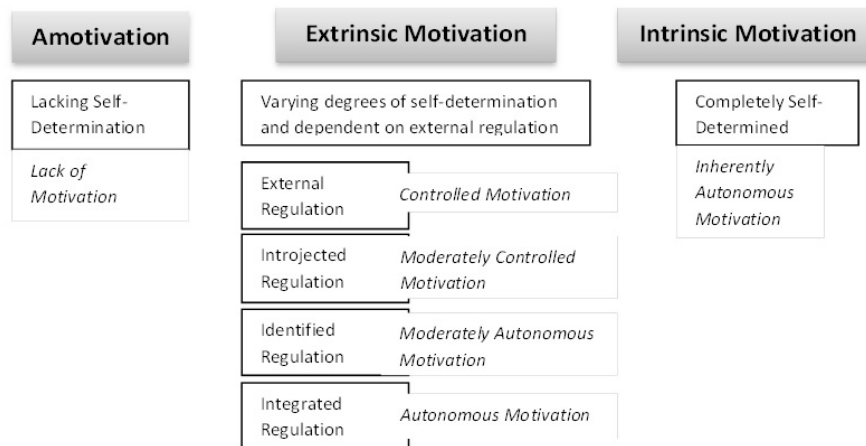 Amotivation
Extrinsic Motivation
Intrinsic Motivation
Lacking Self-
Determination
Varying degrees of self-determination
and dependent on external regulation
Completely Self-
Determined
Lack of
Motivation
Inherently
Autonomous
Motivation
External
Regulation
Controlled Motivation
Introjected
Regulation
Moderately Controlled
Motivation
Identified
Regulation
Moderately Autonomous
Motivation
Integrated
Regulation
Autonomous Motivation